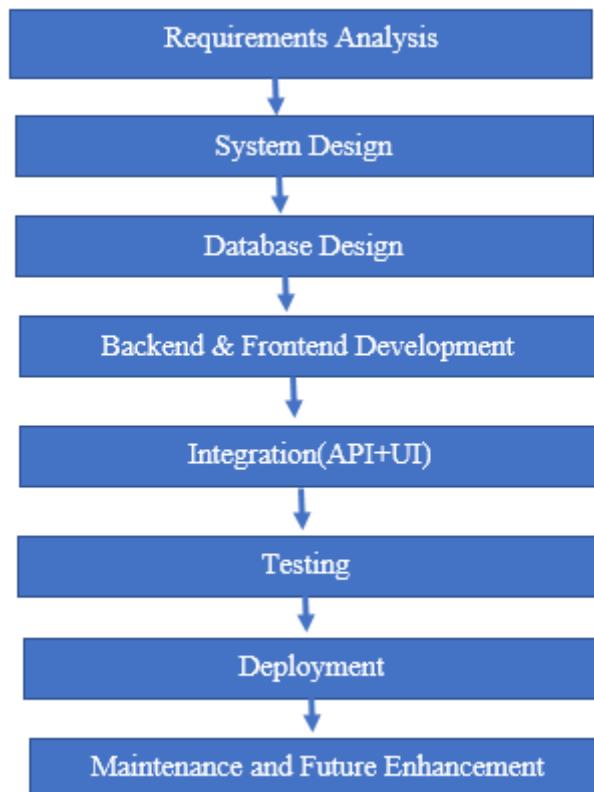 Requirements Analysis
System Design
Database Design
Backend & Frontend Development
Integration(API+UI)
Testing
Deployment
Maintenance and Future Enhancement